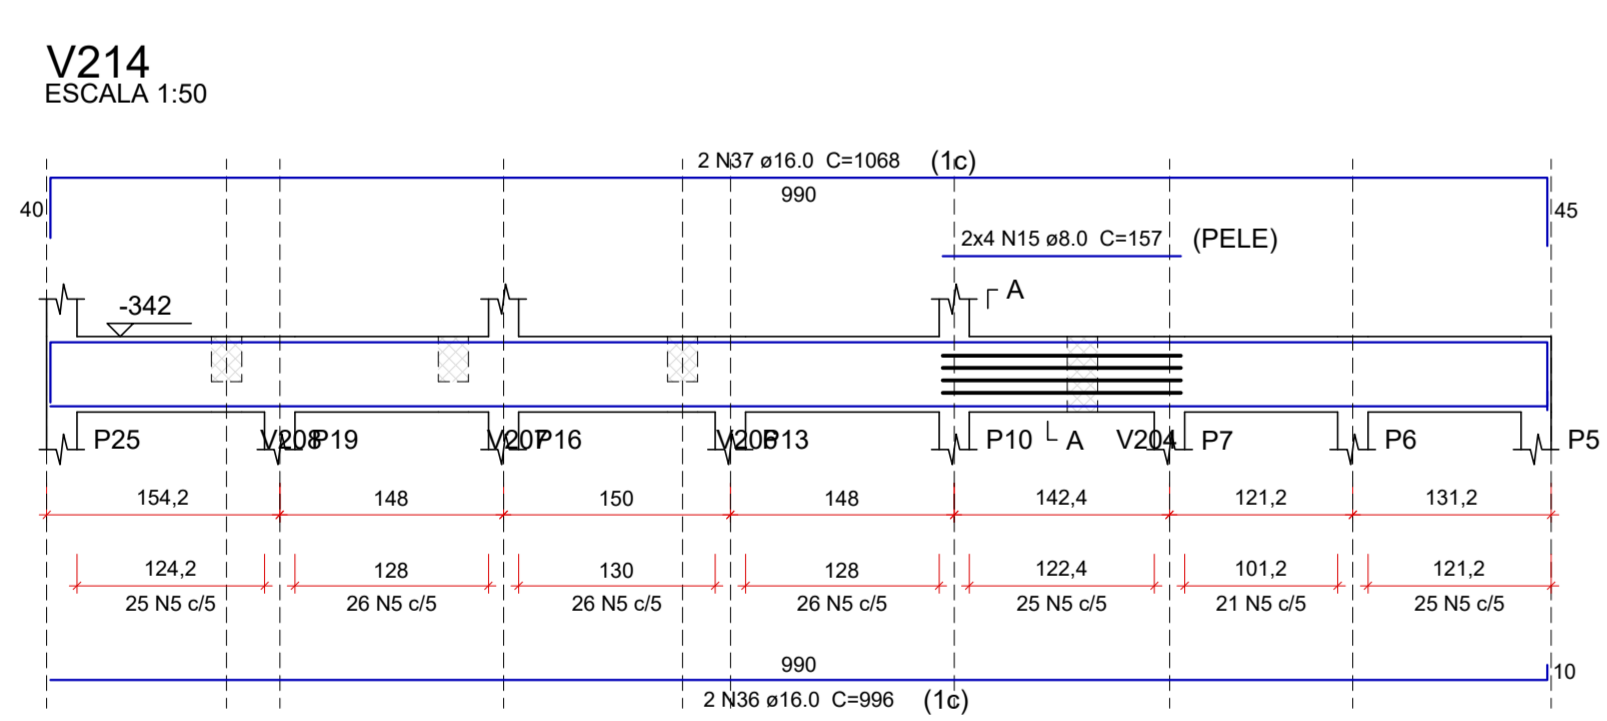 V214
ESCALA 1:50
2 N37 ø16.0 C=1068 (1c)
990
40
45
2x4 N15 ø8.0 C=157 (PELE)
-342
A
P25 V208 P19 V207 P16 V206 P13 P10 A V204 P7 P6 P5
154,2 148 150 148 142,4 121,2 131,2
124,2 128 130 128 122,4 101,2 121,2
25 N5 c/5 26 N5 c/5 26 N5 c/5 26 N5 c/5 25 N5 c/5 21 N5 c/5 25 N5 c/5
990
10
2 N36 ø16.0 C=996 (1c)